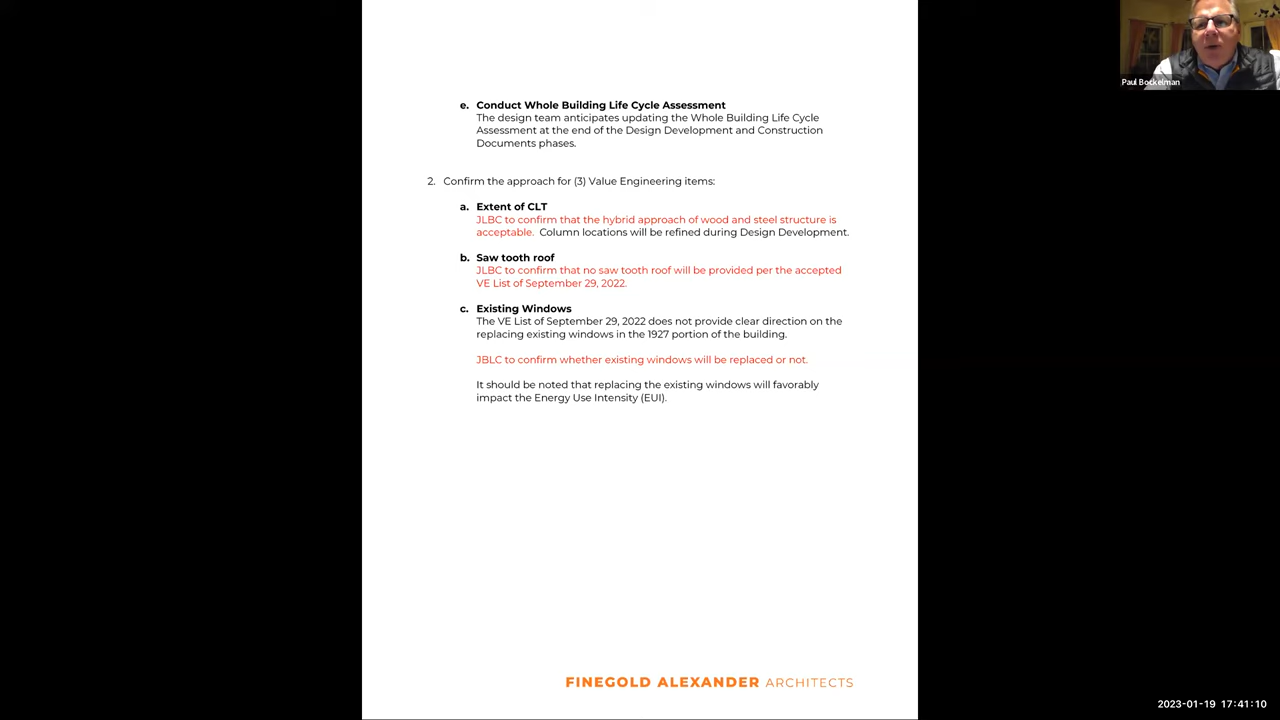 Paul Bockelman
e. Conduct Whole Building Life Cycle Assessment
The design team anticipates updating the Whole Building Life Cycle
Assessment at the end of the Design Development and Construction
Documents phases.
2. Confirm the approach for (3) Value Engineering items:
a. Extent of CLT
JLBC to confirm that the hybrid approach of wood and steel structure is
acceptable. Column locations will be refined during Design Development.
b. Saw tooth roof
JLBC to confirm that no saw tooth roof will be provided per the accepted
VE List of September 29, 2022.
c. Existing Windows
The VE List of September 29, 2022 does not provide clear direction on the
replacing existing windows in the 1927 portion of the building.
JBLC to confirm whether existing windows will be replaced or not.
It should be noted that replacing the existing windows will favorably
impact the Energy Use Intensity (EUI).
FINEGOLD ALEXANDER ARCHITECTS
2023-01-19 17:41:10